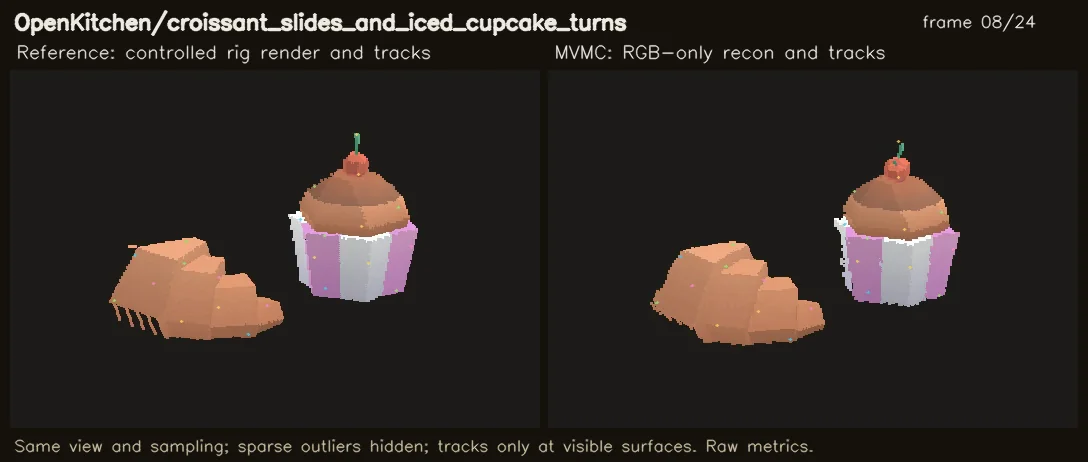 OpenKitchen/croissant_slides_and_iced_cupcake_turns
frame 08/24
Reference: controlled rig render and tracks
MVMC: RGB-only recon and tracks
Same view and sampling; sparse outliers hidden; tracks only at visible surfaces. Raw metrics.